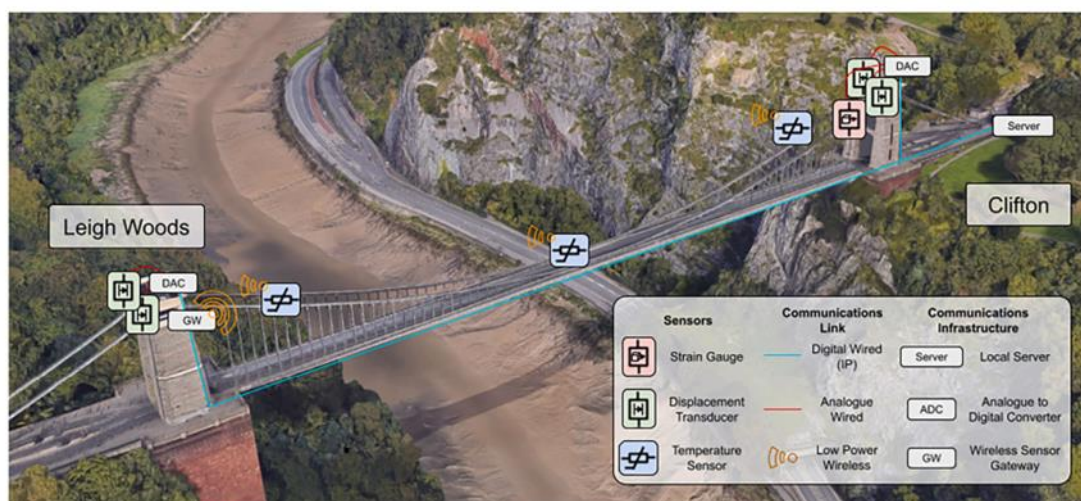 DAC
Server
Clifton
Leigh Woods
DAC
GW
Sensors
Communications
Link
Communications
Infrastructure
Strain Gauge
Digital Wired
(IP)
Server
Local Server
Displacement
Transducer
Analogue
Wired
ADC
Analogue to
Digital Converter
Temperature
Sensor
Low Power
Wireless
GW
Wireless Sensor
Gateway